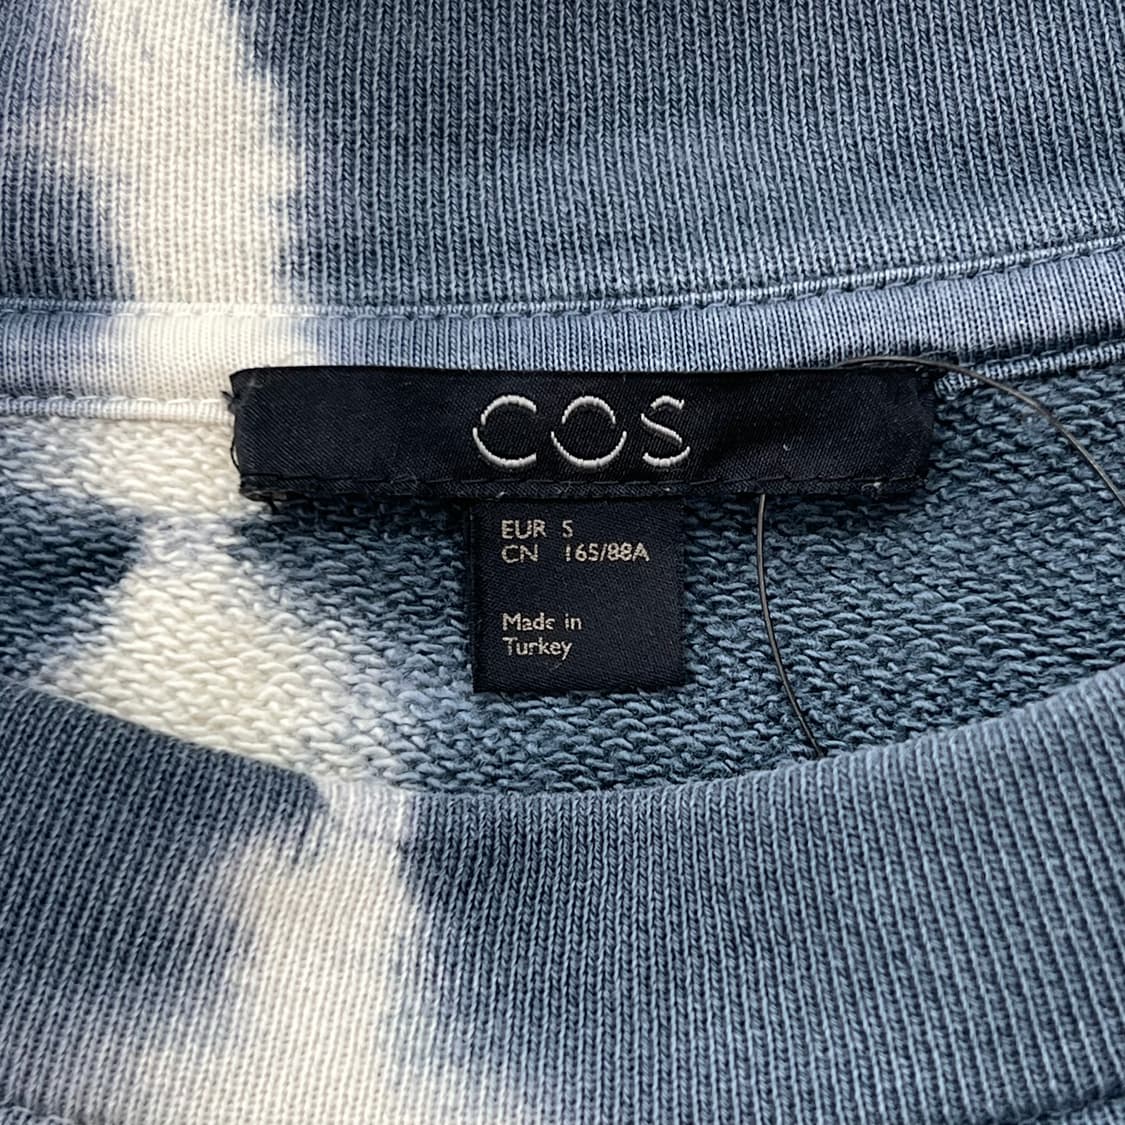 COS
EUR S
CN 165/88A
Made in
Turkey